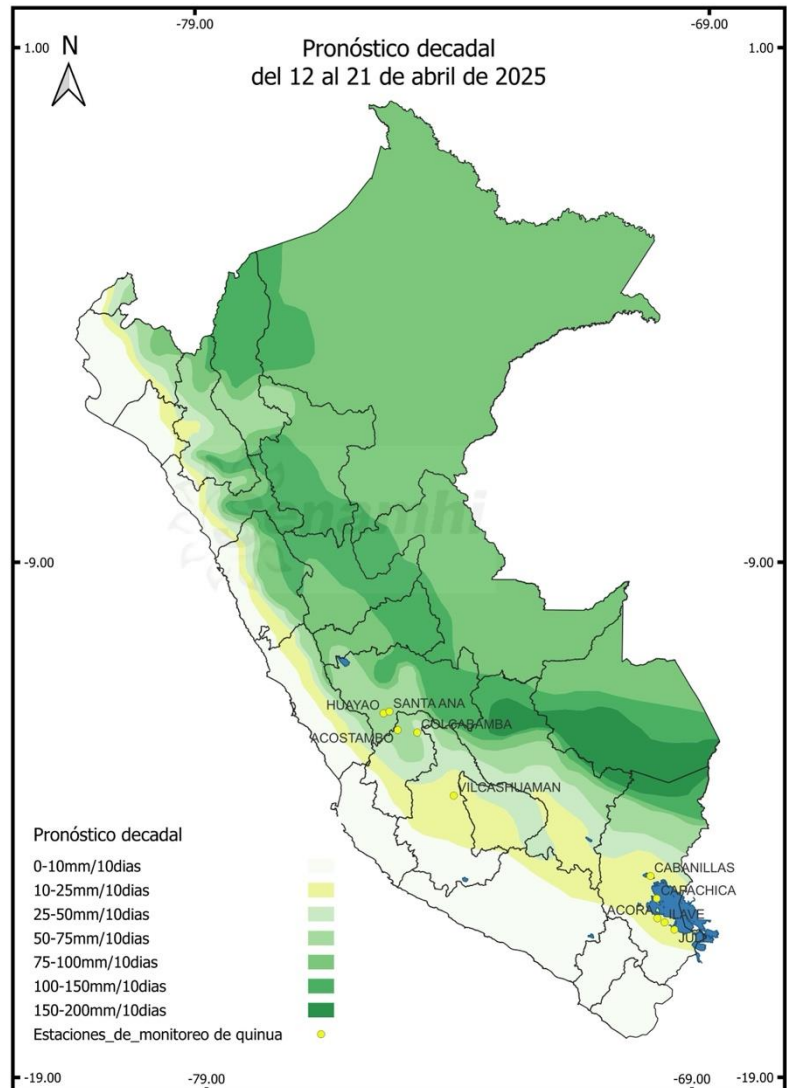 -79.00
-69.00
1.00
N
Pronóstico decadal
1.00
del 12 al 21 de abril de 2025
enamhi
-9.00
-9.00
HUAYAO
SANTA ANA
ACOSTAMBO
COLCABAMBA
VILCASHUAMAN
CABANILLAS
CAPACHICA
ACORA
ILAVE
JULI
Pronóstico decadal
0-10mm/10dias
10-25mm/10dias
25-50mm/10dias
50-75mm/10dias
75-100mm/10dias
100-150mm/10dias
150-200mm/10dias
Estaciones_de_monitoreo de quinua
-19.00
-79.00
-69.00
-19.00